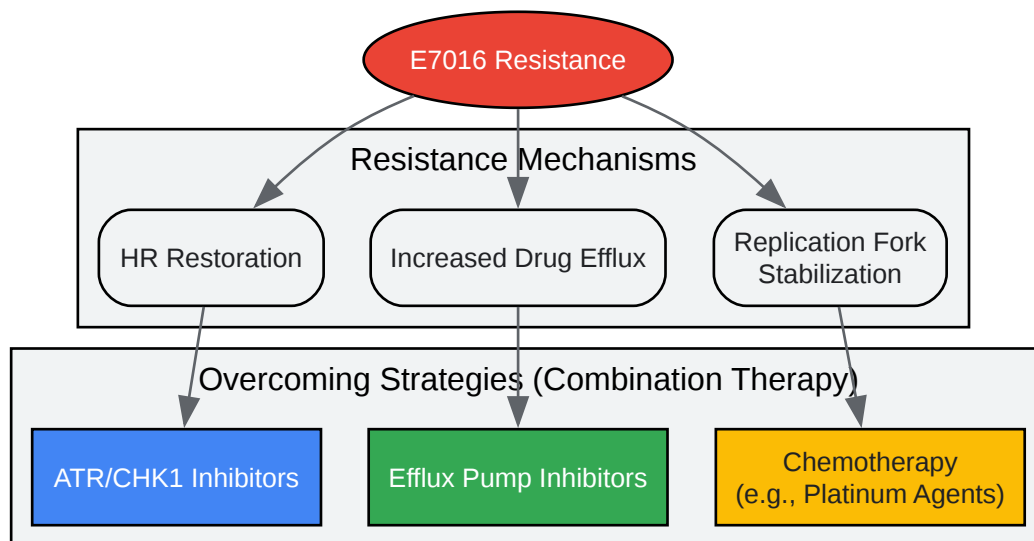 E7016 Resistance
Resistance Mechanisms
HR Restoration
Increased Drug Efflux
Replication Fork
Stabilization
Overcoming Strategies (Combination Therapy)
ATR/CHK1 Inhibitors
Efflux Pump Inhibitors
Chemotherapy
(e.g., Platinum Agents)